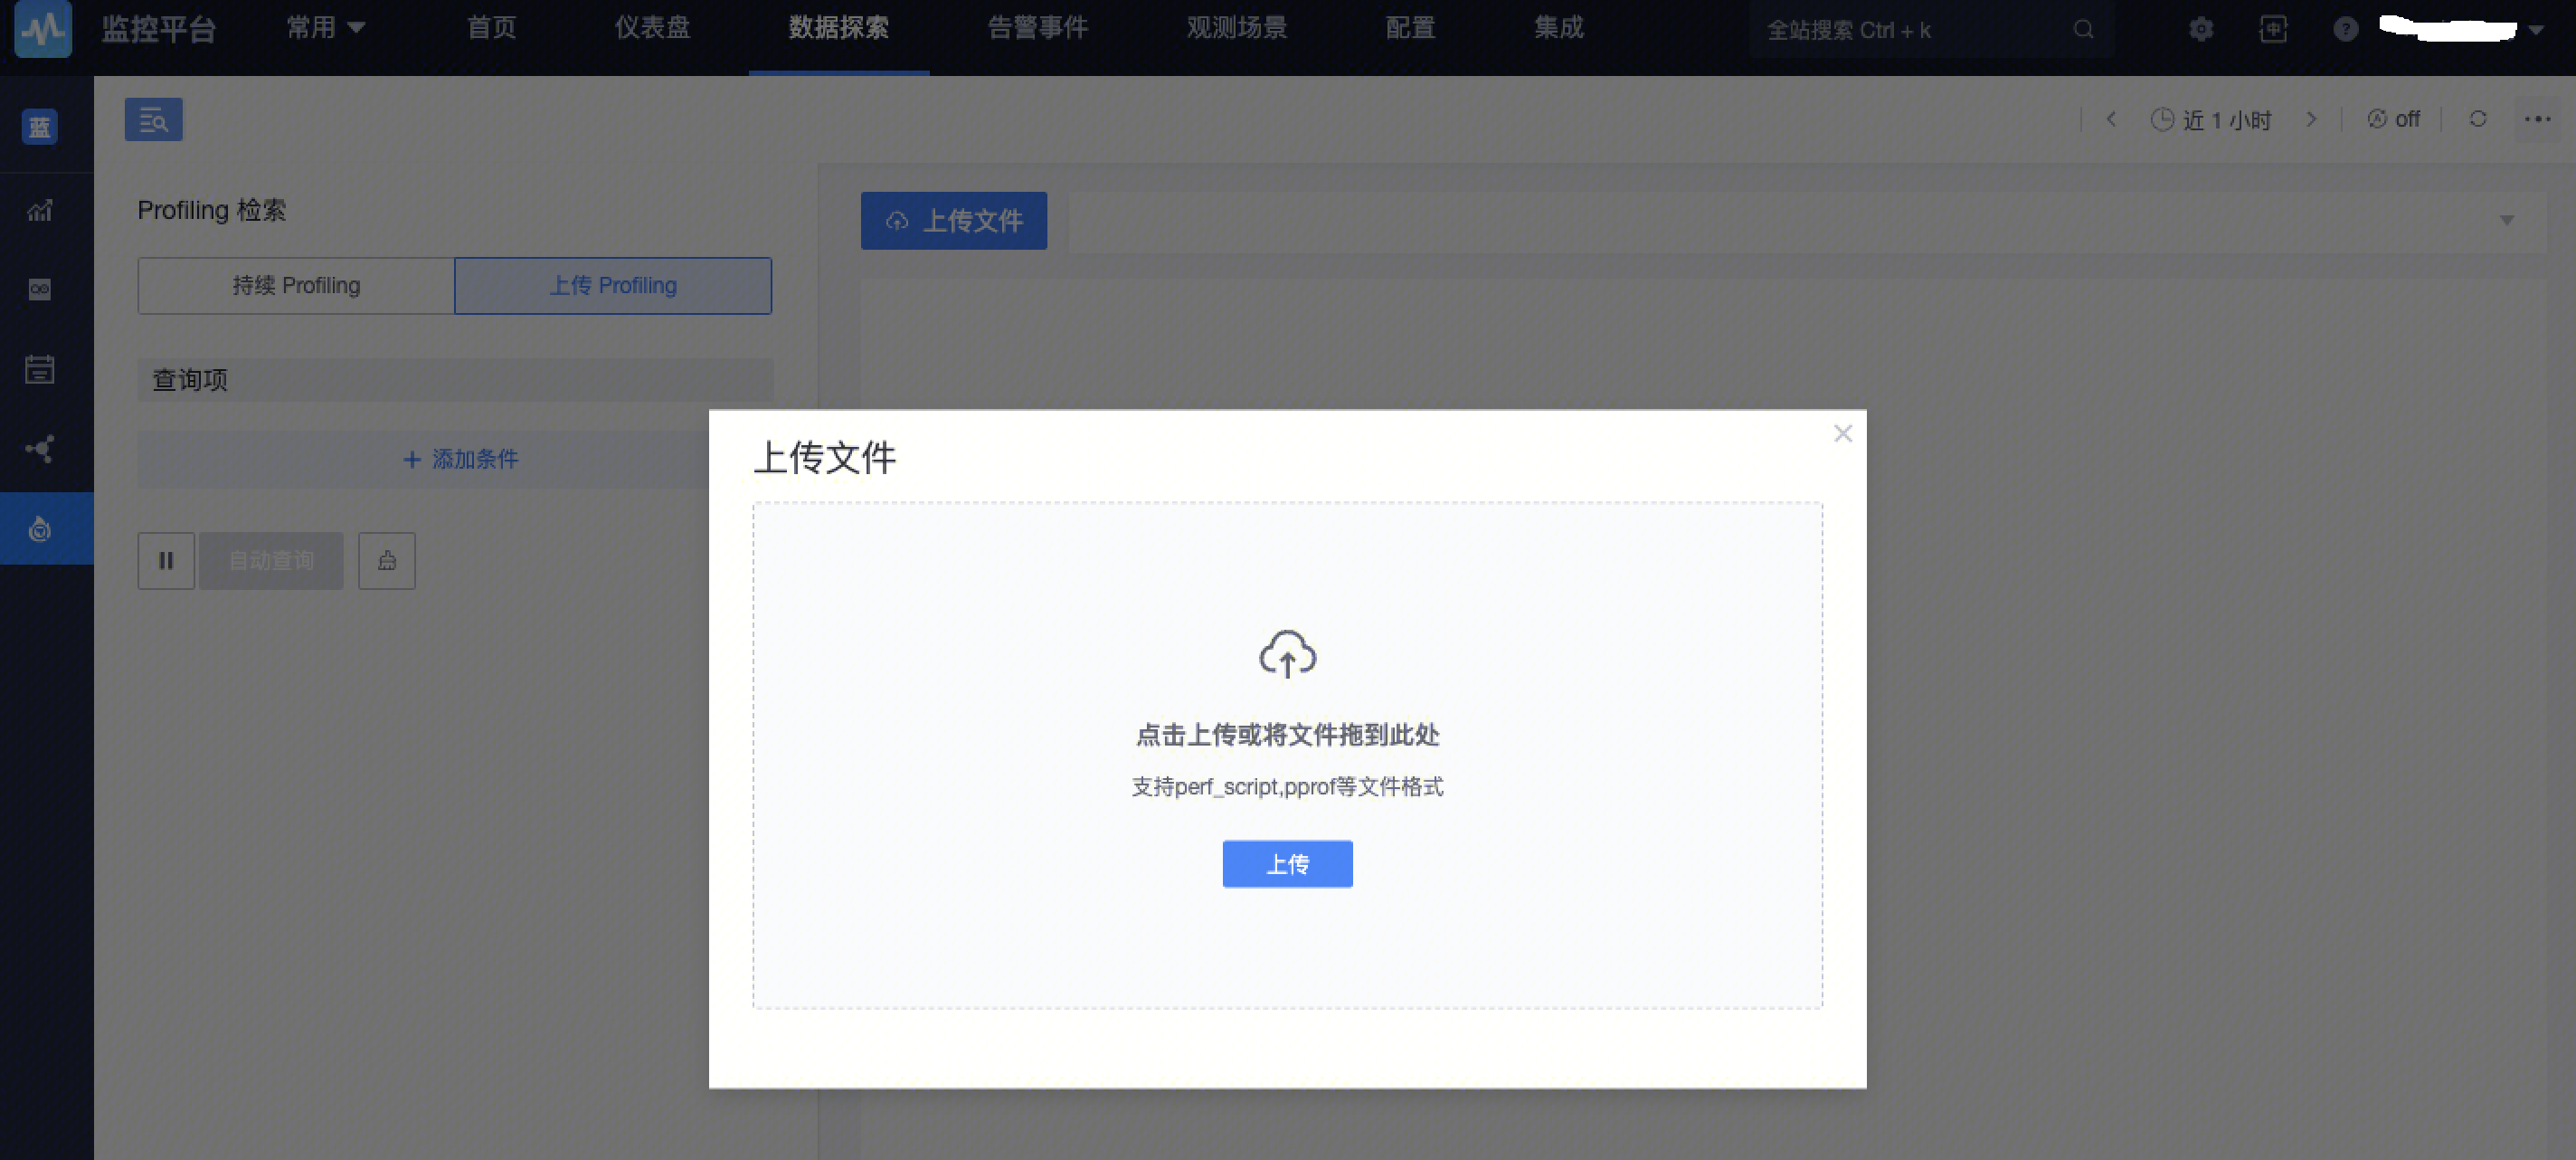 监控平台 常用 首页 仪表盘 数据探索 告警事件 观测场景 配置 集成 全站搜索 Ctrl + k 中 ?
蓝
近 1 小时 off
Profiling 检索
上传文件
持续 Profiling 上传 Profiling
查询项
+ 添加条件
自动查询
上传文件
点击上传或将文件拖到此处
支持perf_script,pprof等文件格式
上传